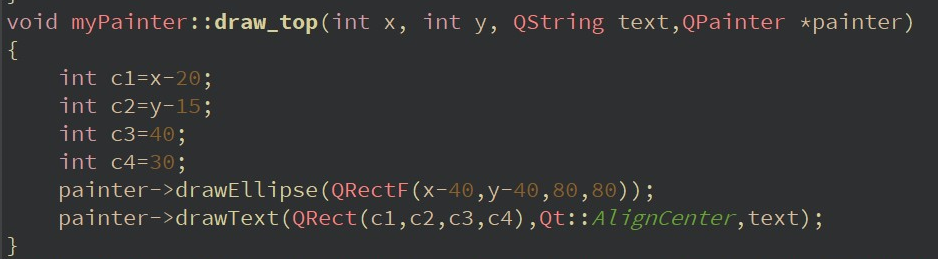 void myPainter::draw_top(int x, int y, QString text,QPainter *painter)
{
    int c1=x-20;
    int c2=y-15;
    int c3=40;
    int c4=30;
    painter->drawEllipse(QRectF(x-40,y-40,80,80));
    painter->drawText(QRect(c1,c2,c3,c4),Qt::AlignCenter,text);
}